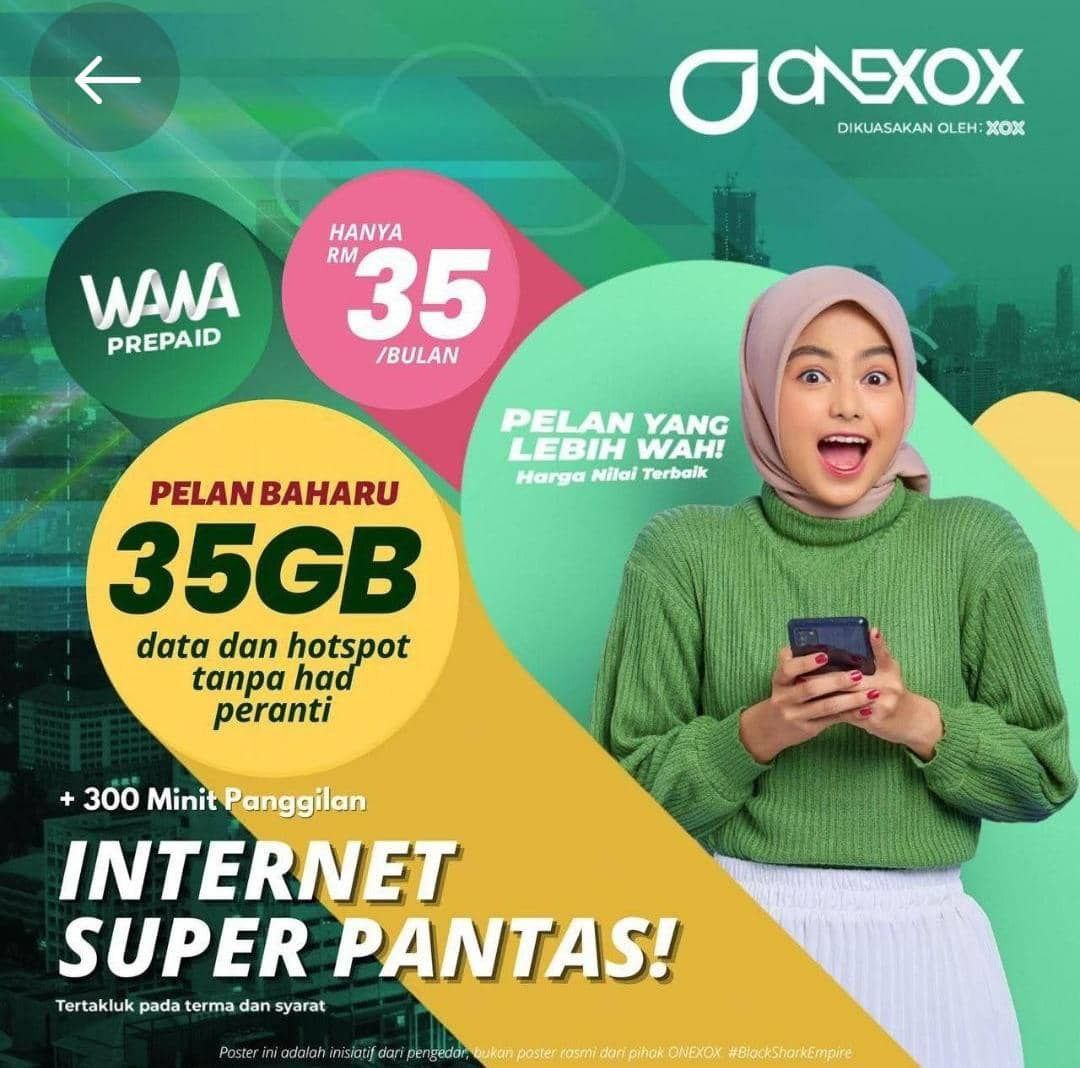 ONEXOX
DIKUASAKAN OLEH: XOX
WAWA
PREPAID
HANYA
RM 35
/BULAN
PELAN YANG
LEBIH WAH!
Harga Nilai Terbaik
PELAN BAHARU
35GB
data dan hotspot
tanpa had
peranti
+ 300 Minit Panggilan
INTERNET
SUPER PANTAS!
Tertakluk pada terma dan syarat
Poster ini adalah inisiatif dari pengedar, bukan poster rasmi dari pihak ONEXOX. #BlackSharkEmpire